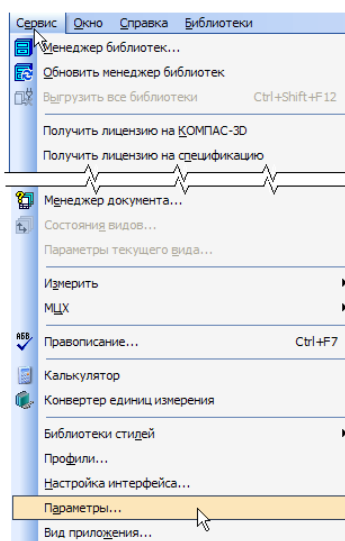 Сервис Окно Справка Библиотеки
Менеджер библиотек...
Обновить менеджер библиотек
Выгрузить все библиотеки Ctrl+Shift+F12
Получить лицензию на КОМПАС-3D
Получить лицензию на спецификацию
Менеджер документа...
Состояния видов...
Параметры текущего вида...
Измерить
МЦХ
АБВ Правописание... Ctrl+F7
Калькулятор
Конвертер единиц измерения
Библиотеки стилей
Профили...
Настройка интерфейса...
Параметры...
Вид приложения...